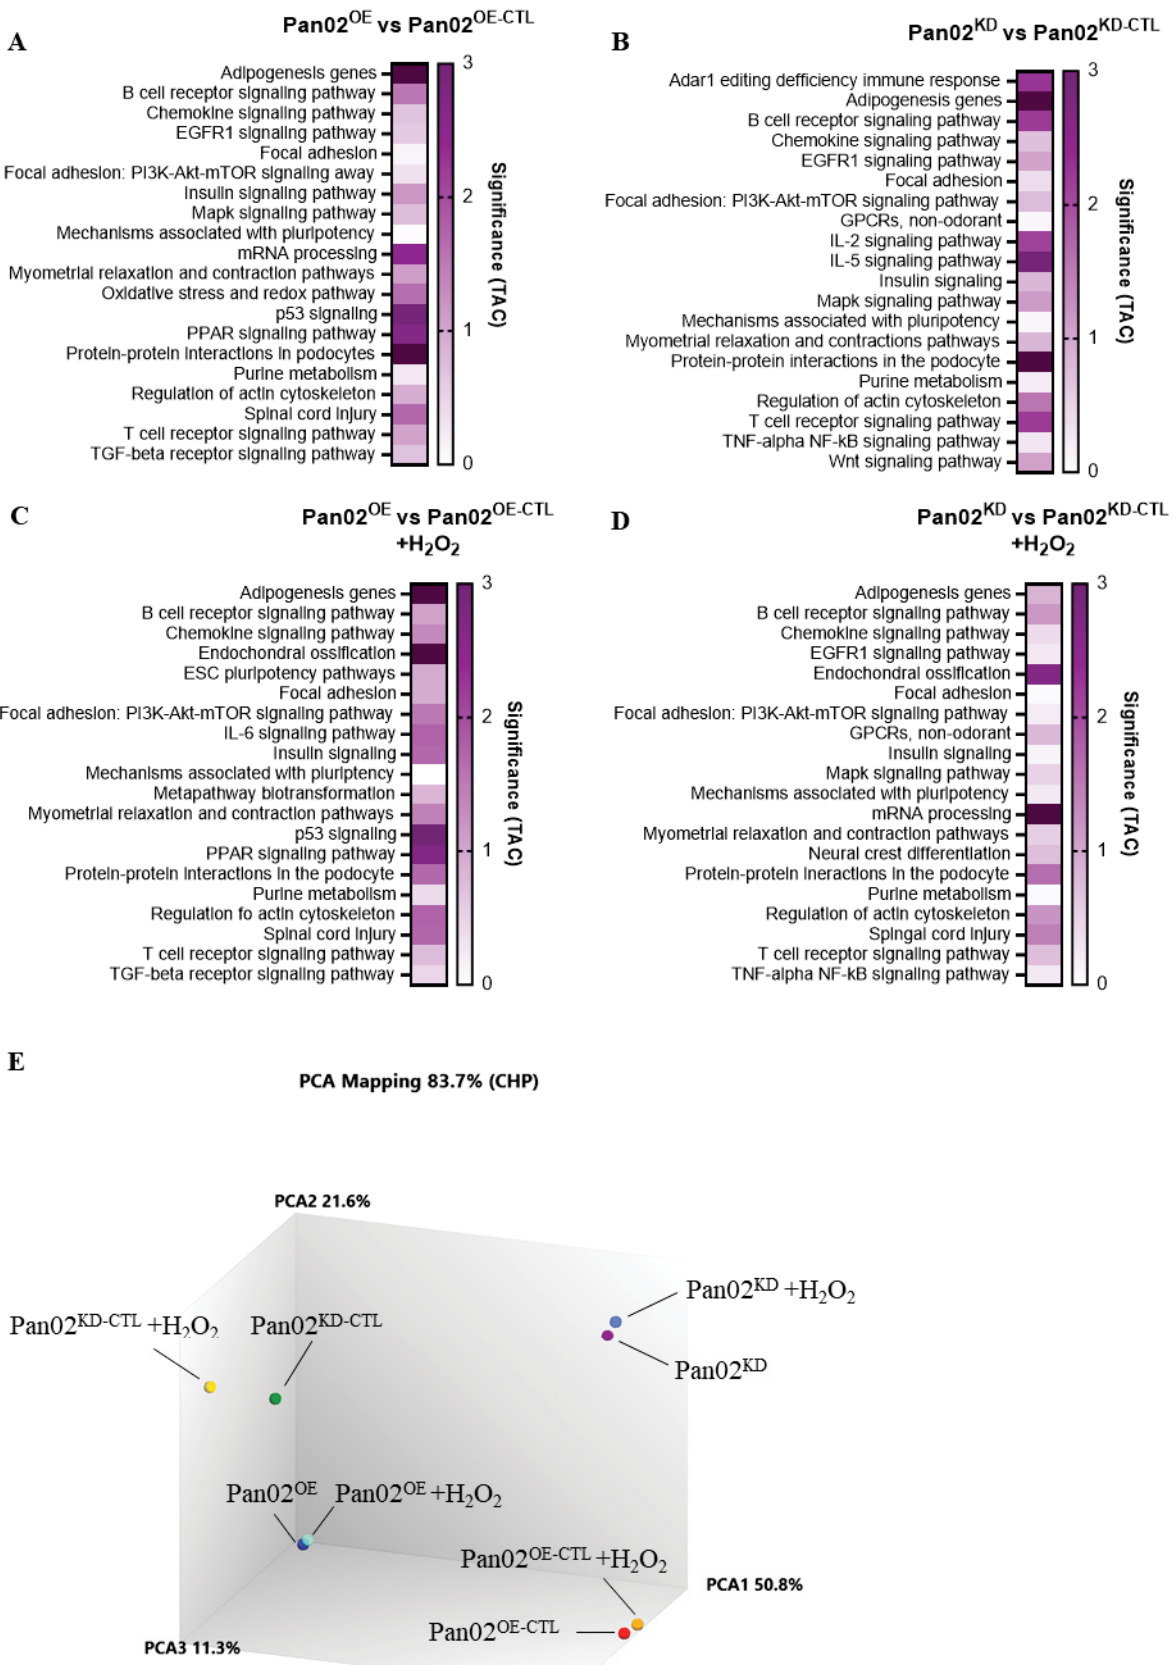 A
Pan02OE vs Pan02OE-CTL
Adipogenesis genes
B cell receptor signaling pathway
Chemokine signaling pathway
EGFR1 signaling pathway
Focal adhesion
Focal adhesion: PI3K-Akt-mTOR signaling away
Insulin signaling pathway
Mapk signaling pathway
Mechanisms associated with pluripotency
mRNA processing
Myometrial relaxation and contraction pathways
Oxidative stress and redox pathway
p53 signaling
PPAR signaling pathway
Protein-protein interactions in podocytes
Purine metabolism
Regulation of actin cytoskeleton
Spinal cord injury
T cell receptor signaling pathway
TGF-beta receptor signaling pathway
3
2
1
0
Significance (TAC)
B
Pan02KD vs Pan02KD-CTL
Adar1 editing defficiency immune response
Adipogenesis genes
B cell receptor signaling pathway
Chemokine signaling pathway
EGFR1 signaling pathway
Focal adhesion
Focal adhesion: PI3K-Akt-mTOR signaling pathway
GPCRs, non-odorant
IL-2 signaling pathway
IL-5 signaling pathway
Insulin signaling
Mapk signaling pathway
Mechanisms associated with pluripotency
Myometrial relaxation and contractions pathways
Protein-protein interactions in the podocyte
Purine metabolism
Regulation of actin cytoskeleton
T cell receptor signaling pathway
TNF-alpha NF-kB signaling pathway
Wnt signaling pathway
3
2
1
0
Significance (TAC)
C
Pan02OE vs Pan02OE-CTL
+H2O2
Adipogenesis genes
B cell receptor signaling pathway
Chemokine signaling pathway
Endochondral ossification
ESC pluripotency pathways
Focal adhesion
Focal adhesion: PI3K-Akt-mTOR signaling pathway
IL-6 signaling pathway
Insulin signaling
Mechanisms associated with pluriptency
Metapathway biotransformation
Myometrial relaxation and contraction pathways
p53 signaling
PPAR signaling pathway
Protein-protein interactions in the podocyte
Purine metabolism
Regulation fo actin cytoskeleton
Spinal cord injury
T cell receptor signaling pathway
TGF-beta receptor signaling pathway
3
2
1
0
Significance (TAC)
D
Pan02KD vs Pan02KD-CTL
+H2O2
Adipogenesis genes
B cell receptor signaling pathway
Chemokine signaling pathway
EGFR1 signaling pathway
Endochondral ossification
Focal adhesion
Focal adhesion: PI3K-Akt-mTOR signaling pathway
GPCRs, non-odorant
Insulin signaling
Mapk signaling pathway
Mechanisms associated with pluripotency
mRNA processing
Myometrial relaxation and contraction pathways
Neural crest differentiation
Protein-protein ineractions in the podocyte
Purine metabolism
Regulation of actin cytoskeleton
Spingal cord injury
T cell receptor signaling pathway
TNF-alpha NF-kB signaling pathway
3
2
1
0
Significance (TAC)
E
PCA Mapping 83.7% (CHP)
PCA2 21.6%
Pan02KD +H2O2
Pan02KD-CTL +H2O2
Pan02KD-CTL
Pan02KD
Pan02OE
Pan02OE +H2O2
Pan02OE-CTL +H2O2
PCA1 50.8%
Pan02OE-CTL
PCA3 11.3%